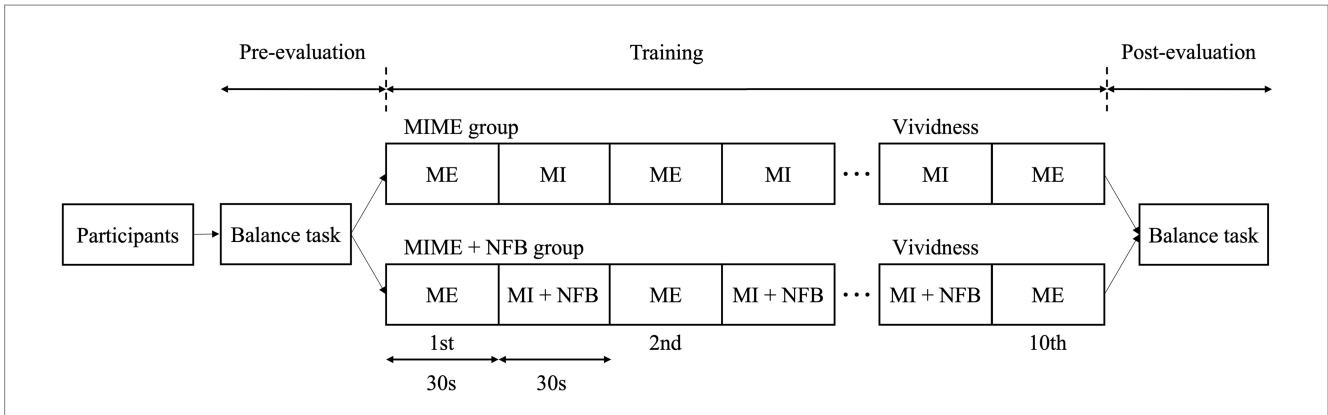 Pre-evaluation Training Post-evaluation
MIME group Vividness
ME MI ME MI ··· MI ME
Participants Balance task Balance task
MIME + NFB group Vividness
ME MI + NFB ME MI + NFB ··· MI + NFB ME
1st 2nd 10th
30s 30s